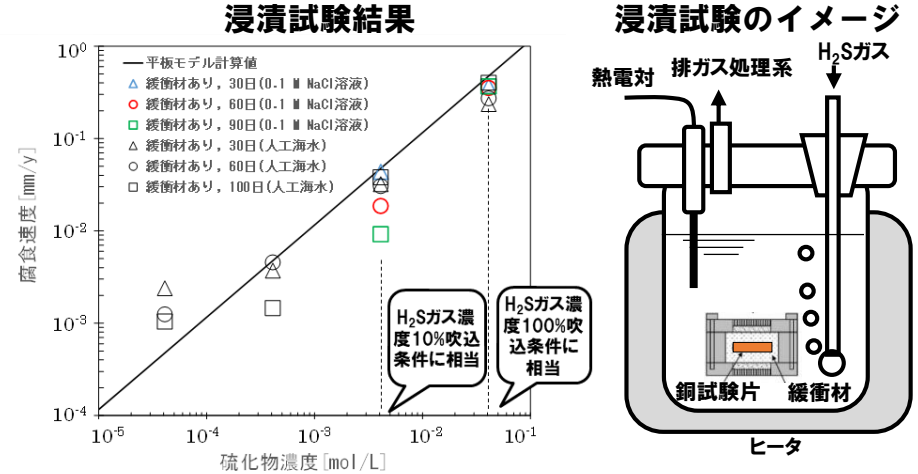 浸漬試験結果
10⁰
10⁻¹
10⁻²
10⁻³
10⁻⁴
腐食速度[mm/y]
平板モデル計算値
緩衝材あり，30日(0.1 M NaCl溶液)
緩衝材あり，60日(0.1 M NaCl溶液)
緩衝材あり，90日(0.1 M NaCl溶液)
緩衝材あり，30日(人工海水)
緩衝材あり，60日(人工海水)
緩衝材あり，100日(人工海水)
H₂Sガス濃
度10%吹込
条件に相当
H₂Sガス濃
度100%吹
込条件に
相当
10⁻⁵
10⁻⁴
10⁻³
10⁻²
10⁻¹
硫化物濃度[mol/L]
浸漬試験のイメージ
H₂Sガス
排ガス処理系
熱電対
銅試験片
緩衝材
ヒータ